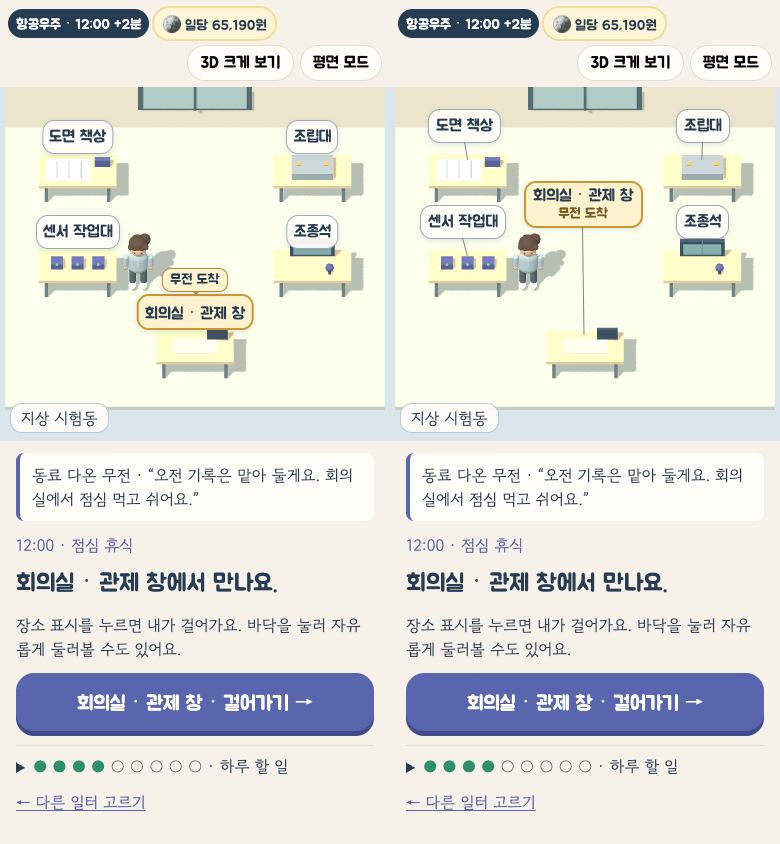 항공우주 · 12:00 +2분
일당 65,190원
3D 크게 보기
평면 모드
도면 책상
조립대
센서 작업대
조종석
무전 도착
회의실 · 관제 창
지상 시험동
동료 다온 무전 · “오전 기록은 맡아 둘게요. 회의
실에서 점심 먹고 쉬어요.”
12:00 · 점심 휴식
회의실 · 관제 창에서 만나요.
장소 표시를 누르면 내가 걸어가요. 바닥을 눌러 자유
롭게 둘러볼 수도 있어요.
회의실 · 관제 창 · 걸어가기 →
▶ ●●●●○○○○○ · 하루 할 일
← 다른 일터 고르기
항공우주 · 12:00 +2분
일당 65,190원
3D 크게 보기
평면 모드
도면 책상
조립대
회의실 · 관제 창
무전 도착
센서 작업대
조종석
지상 시험동
동료 다온 무전 · “오전 기록은 맡아 둘게요. 회의
실에서 점심 먹고 쉬어요.”
12:00 · 점심 휴식
회의실 · 관제 창에서 만나요.
장소 표시를 누르면 내가 걸어가요. 바닥을 눌러 자유
롭게 둘러볼 수도 있어요.
회의실 · 관제 창 · 걸어가기 →
▶ ●●●●○○○○○ · 하루 할 일
← 다른 일터 고르기